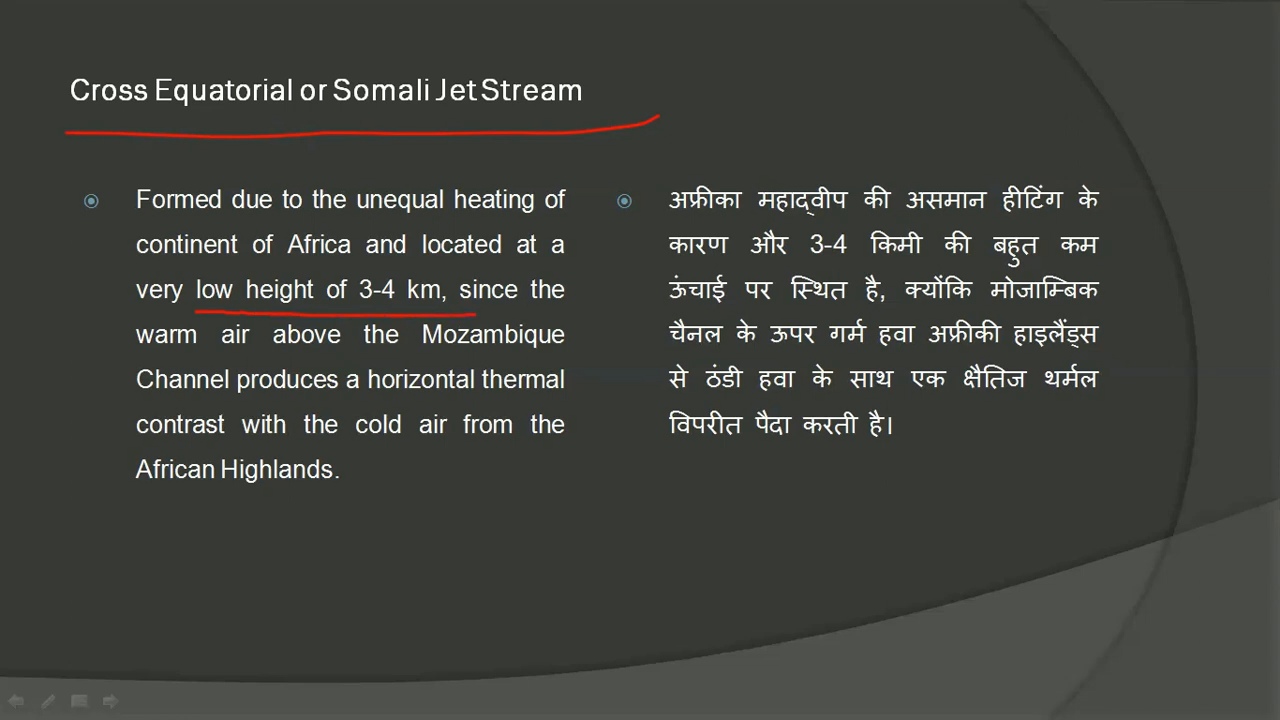 Cross Equatorial or Somali Jet Stream
Formed due to the unequal heating of
continent of Africa and located at a
very low height of 3-4 km, since the
warm air above the Mozambique
Channel produces a horizontal thermal
contrast with the cold air from the
African Highlands.
अफ्रीका महाद्वीप की असमान हीटिंग के
कारण और 3-4 किमी की बहुत कम
ऊंचाई पर स्थित है, क्योंकि मोजाम्बिक
चैनल के ऊपर गर्म हवा अफ्रीकी हाइलैंड्स
से ठंडी हवा के साथ एक क्षैतिज थर्मल
विपरीत पैदा करती है।